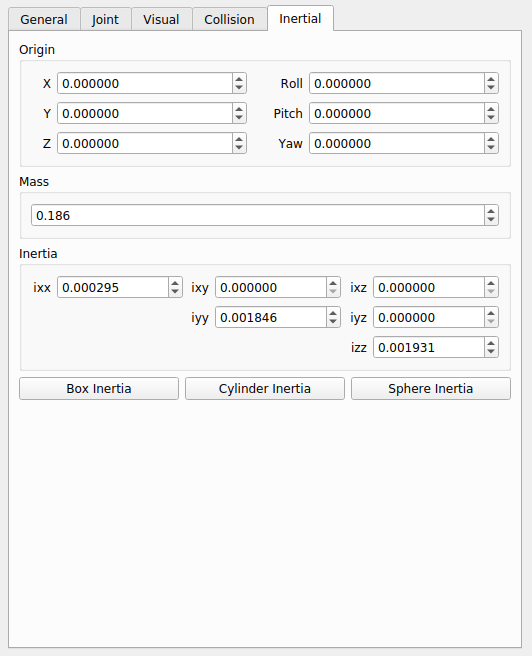 General Joint Visual Collision Inertial
Origin
X 0.000000 Roll 0.000000
Y 0.000000 Pitch 0.000000
Z 0.000000 Yaw 0.000000
Mass
0.186
Inertia
ixx 0.000295 ixy 0.000000 ixz 0.000000
iyy 0.001846 iyz 0.000000
izz 0.001931
Box Inertia Cylinder Inertia Sphere Inertia